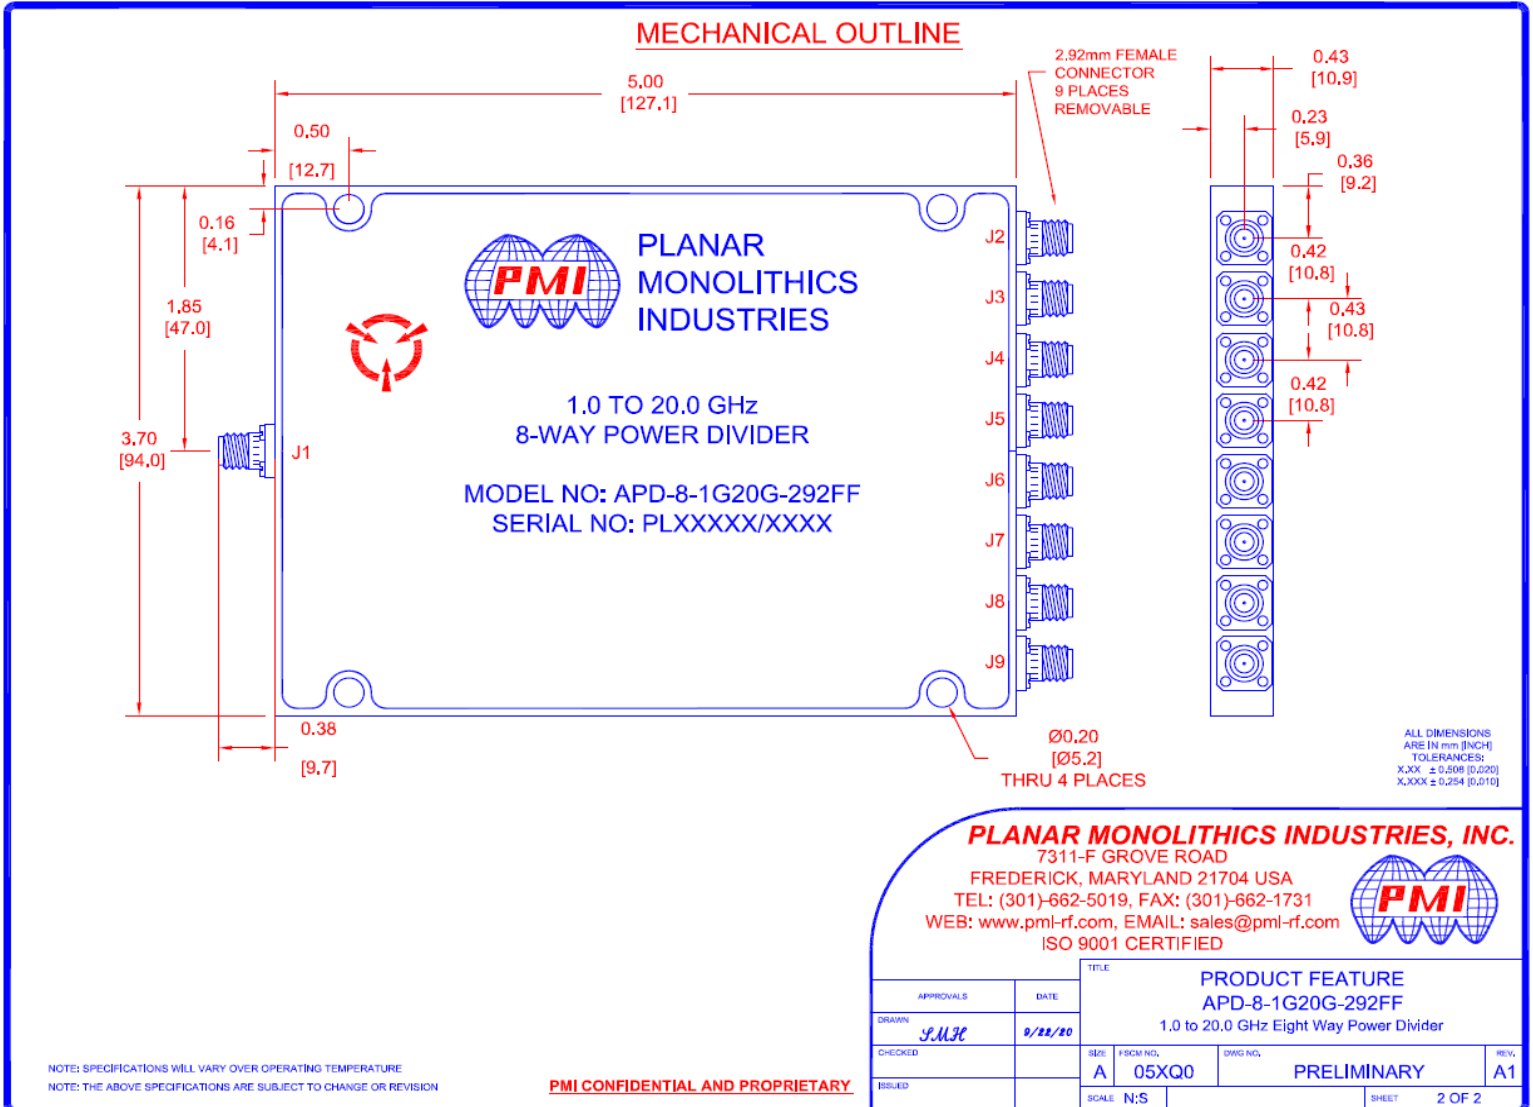 MECHANICAL OUTLINE
5.00
[127.1]
2.92mm FEMALE
CONNECTOR
9 PLACES
REMOVABLE
0.43
[10.9]
0.23
[5.9]
0.36
[9.2]
0.50
[12.7]
0.16
[4.1]
1.85
[47.0]
3.70
[94.0]
J1
PMI
PLANAR
MONOLITHICS
INDUSTRIES
1.0 TO 20.0 GHz
8-WAY POWER DIVIDER
MODEL NO: APD-8-1G20G-292FF
SERIAL NO: PLXXXXX/XXXX
J2
J3
J4
J5
J6
J7
J8
J9
0.42
[10.8]
0.43
[10.8]
0.42
[10.8]
0.38
[9.7]
Ø0.20
[Ø5.2]
THRU 4 PLACES
ALL DIMENSIONS
ARE IN mm [INCH]
TOLERANCES:
X.XX ± 0.508 [0.020]
X.XXX ± 0.254 [0.010]
PLANAR MONOLITHICS INDUSTRIES, INC.
7311-F GROVE ROAD
FREDERICK, MARYLAND 21704 USA
TEL: (301)-662-5019, FAX: (301)-662-1731
WEB: www.pmi-rf.com, EMAIL: sales@pmi-rf.com
ISO 9001 CERTIFIED
PMI
APPROVALS
DATE
DRAWN
SMH
9/22/20
CHECKED
ISSUED
TITLE
PRODUCT FEATURE
APD-8-1G20G-292FF
1.0 to 20.0 GHz Eight Way Power Divider
SIZE
A
FSCM NO.
05XQ0
DWG NO.
PRELIMINARY
REV.
A1
SCALE N:S
SHEET 2 OF 2
NOTE: SPECIFICATIONS WILL VARY OVER OPERATING TEMPERATURE
NOTE: THE ABOVE SPECIFICATIONS ARE SUBJECT TO CHANGE OR REVISION
PMI CONFIDENTIAL AND PROPRIETARY